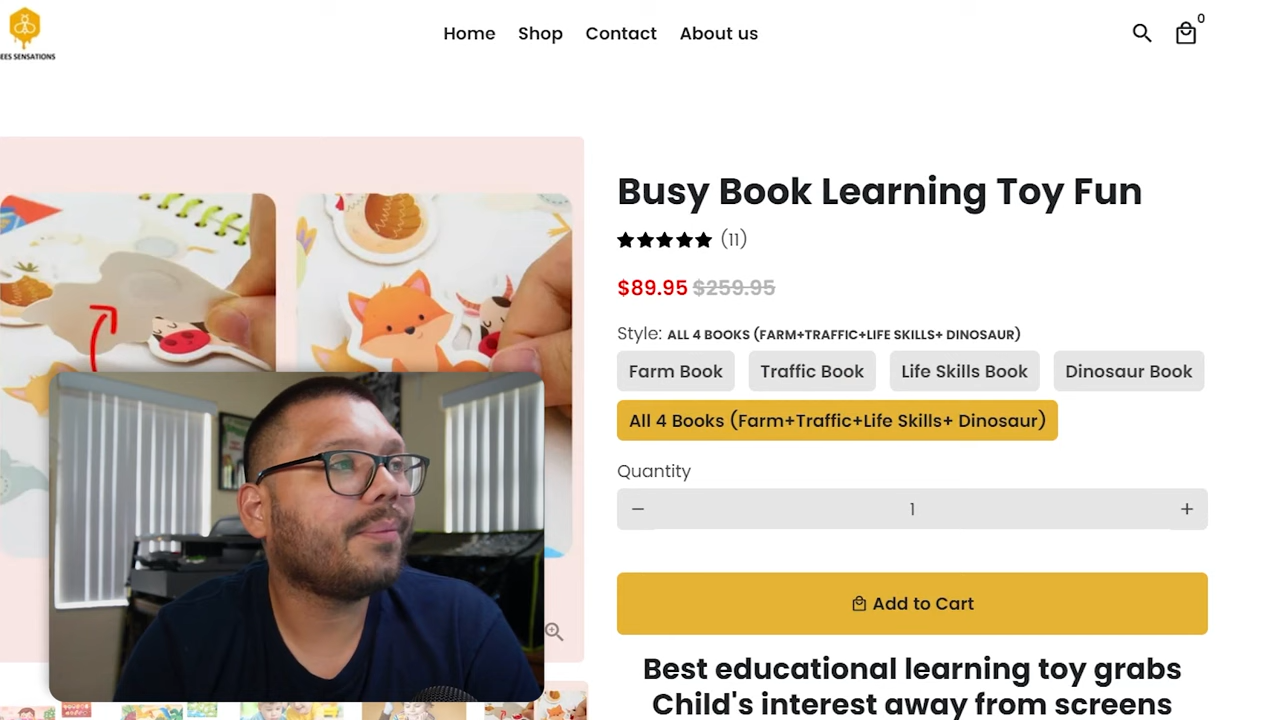 EES SENSATIONS
Home Shop Contact About us
0
Busy Book Learning Toy Fun
(11)
$89.95 $259.95
Style: ALL 4 BOOKS (FARM+TRAFFIC+LIFE SKILLS+ DINOSAUR)
Farm Book Traffic Book Life Skills Book Dinosaur Book
All 4 Books (Farm+Traffic+Life Skills+ Dinosaur)
Quantity
− 1 +
Add to Cart
Best educational learning toy grabs
Child's interest away from screens